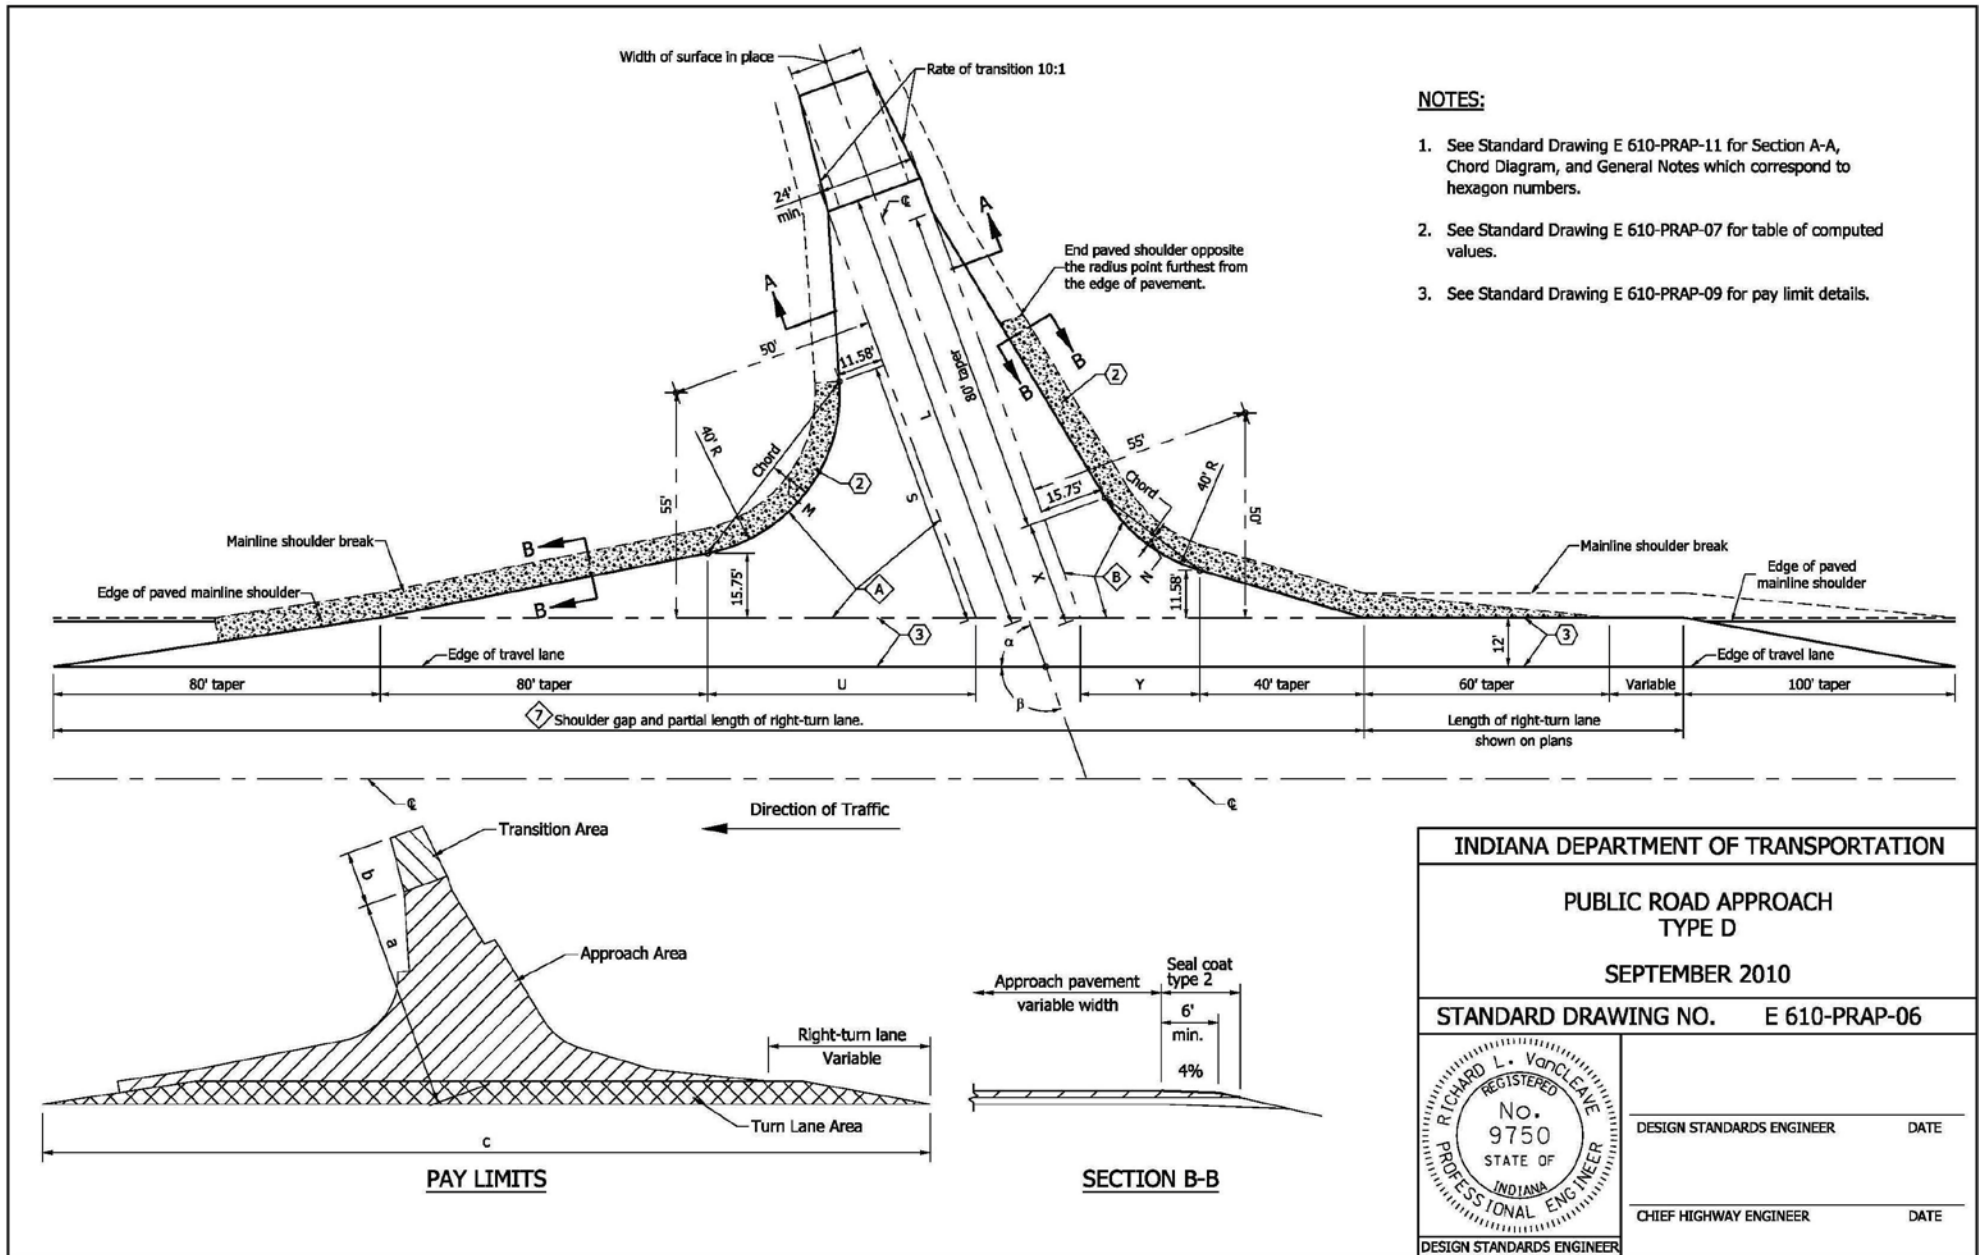 Width of surface in place
Rate of transition 10:1
24'
min.
℄
A
A
End paved shoulder opposite
the radius point furthest from
the edge of pavement.
50'
11.58'
80' taper
B
B
2
40' R
Chord
55'
L
S
2
M
55'
15.75'
Chord
40' R
50'
Mainline shoulder break
Edge of paved mainline shoulder
B
B
15.75'
A
X
B
N
11.58'
Mainline shoulder break
Edge of paved
mainline shoulder
3
α
3
12'
Edge of travel lane
Edge of travel lane
80' taper
80' taper
U
β
Y
40' taper
60' taper
Variable
100' taper
7 Shoulder gap and partial length of right-turn lane.
Length of right-turn lane
shown on plans
℄
℄
Direction of Traffic
NOTES:
1. See Standard Drawing E 610-PRAP-11 for Section A-A,
Chord Diagram, and General Notes which correspond to
hexagon numbers.
2. See Standard Drawing E 610-PRAP-07 for table of computed
values.
3. See Standard Drawing E 610-PRAP-09 for pay limit details.
Transition Area
b
a
Approach Area
Right-turn lane
Variable
Turn Lane Area
c
PAY LIMITS
Approach pavement
variable width
Seal coat
type 2
6'
min.
4%
SECTION B-B
INDIANA DEPARTMENT OF TRANSPORTATION
PUBLIC ROAD APPROACH
TYPE D
SEPTEMBER 2010
STANDARD DRAWING NO. E 610-PRAP-06
RICHARD L. VanCLEAVE
REGISTERED
No.
9750
STATE OF
INDIANA
PROFESSIONAL ENGINEER
DESIGN STANDARDS ENGINEER
DESIGN STANDARDS ENGINEER DATE
CHIEF HIGHWAY ENGINEER DATE